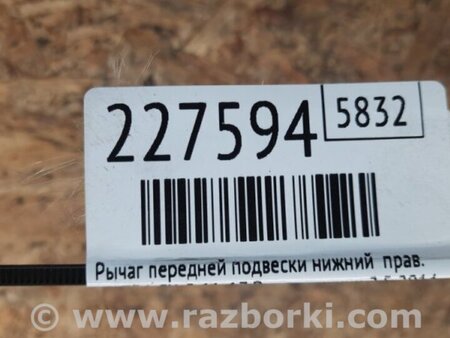 227594 5832
Рычаг передней подвески нижний прав.
www.razborki.com